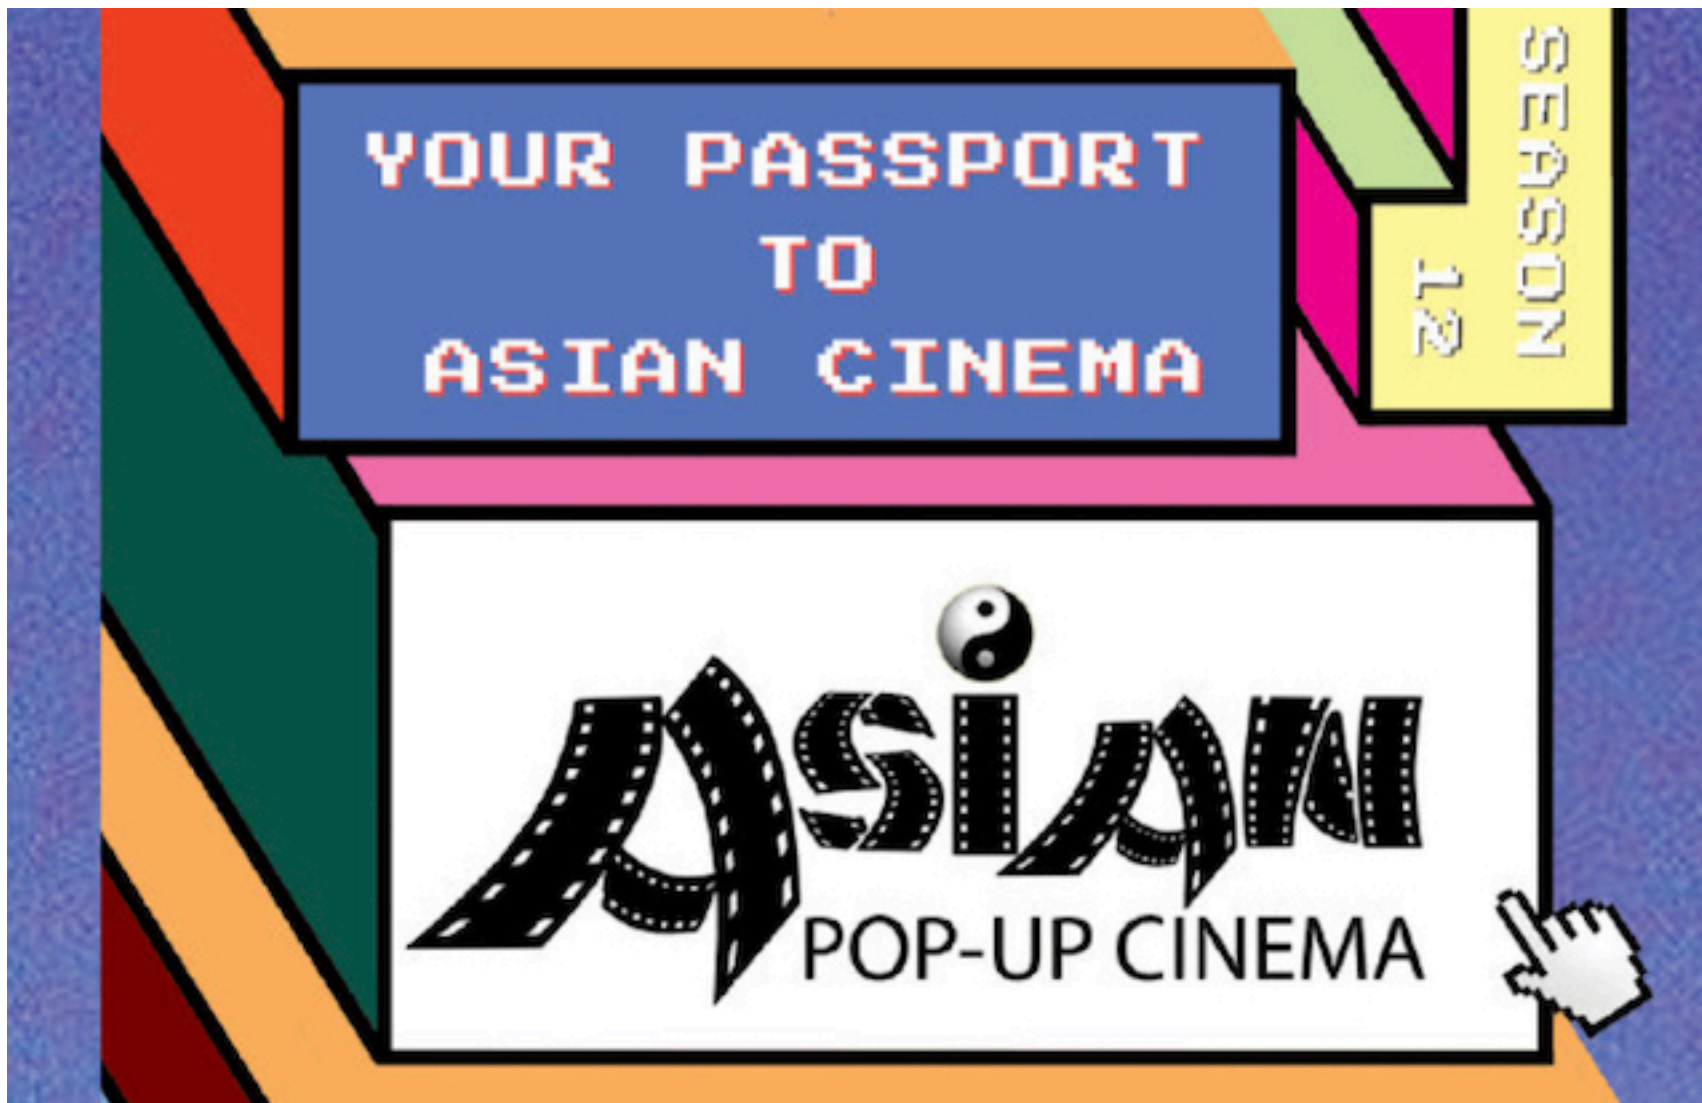 YOUR PASSPORT
TO
ASIAN CINEMA
SEASON
12
ASiAN
POP-UP CINEMA